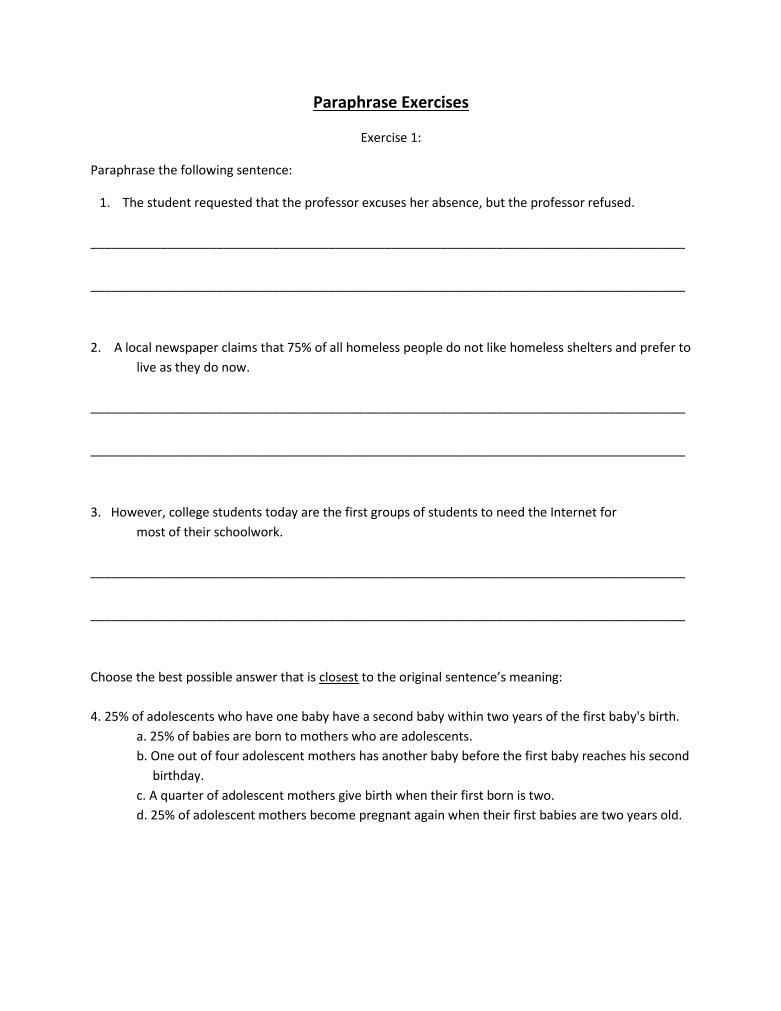 Paraphrase Exercises
Exercise 1:
Paraphrase the following sentence:
1. The student requested that the professor excuses her absence, but the professor refused.
2. A local newspaper claims that 75% of all homeless people do not like homeless shelters and prefer to
live as they do now.
3. However, college students today are the first groups of students to need the Internet for
most of their schoolwork.
Choose the best possible answer that is closest to the original sentence’s meaning:
4. 25% of adolescents who have one baby have a second baby within two years of the first baby's birth.
a. 25% of babies are born to mothers who are adolescents.
b. One out of four adolescent mothers has another baby before the first baby reaches his second
birthday.
c. A quarter of adolescent mothers give birth when their first born is two.
d. 25% of adolescent mothers become pregnant again when their first babies are two years old.